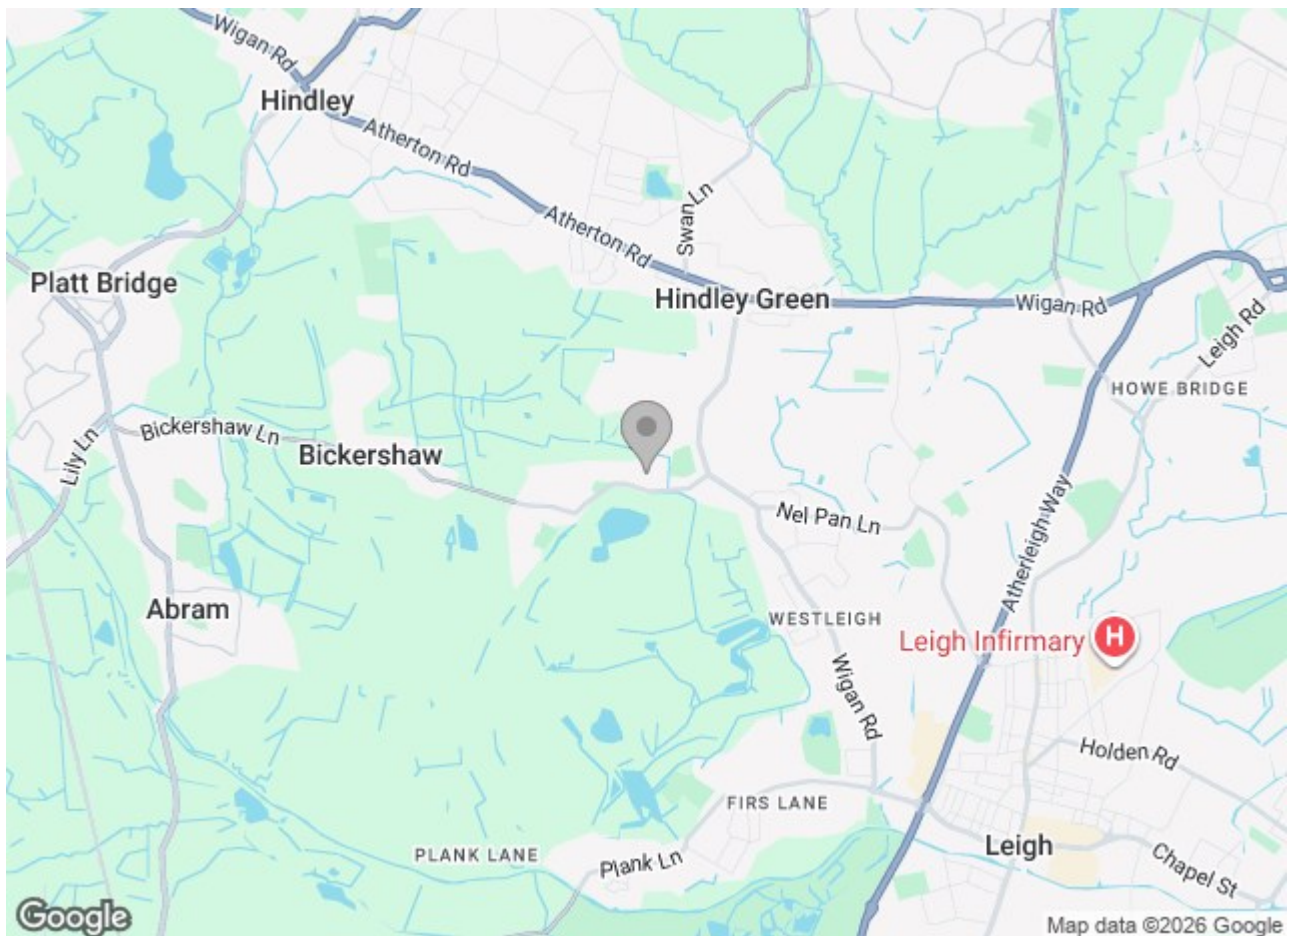 Wigan Rd
Hindley
Atherton Rd
Swan Ln
Atherton Rd
Platt Bridge
Hindley Green
Wigan Rd
Leigh Rd
HOWE BRIDGE
Bickershaw Ln
Lily Ln
Bickershaw
Nel Pan Ln
Atherleigh Way
Abram
WESTLEIGH
Leigh Infirmary
H
Wigan Rd
Holden Rd
FIRS LANE
Leigh
PLANK LANE
Plank Ln
Chapel St
Google
Map data ©2026 Google